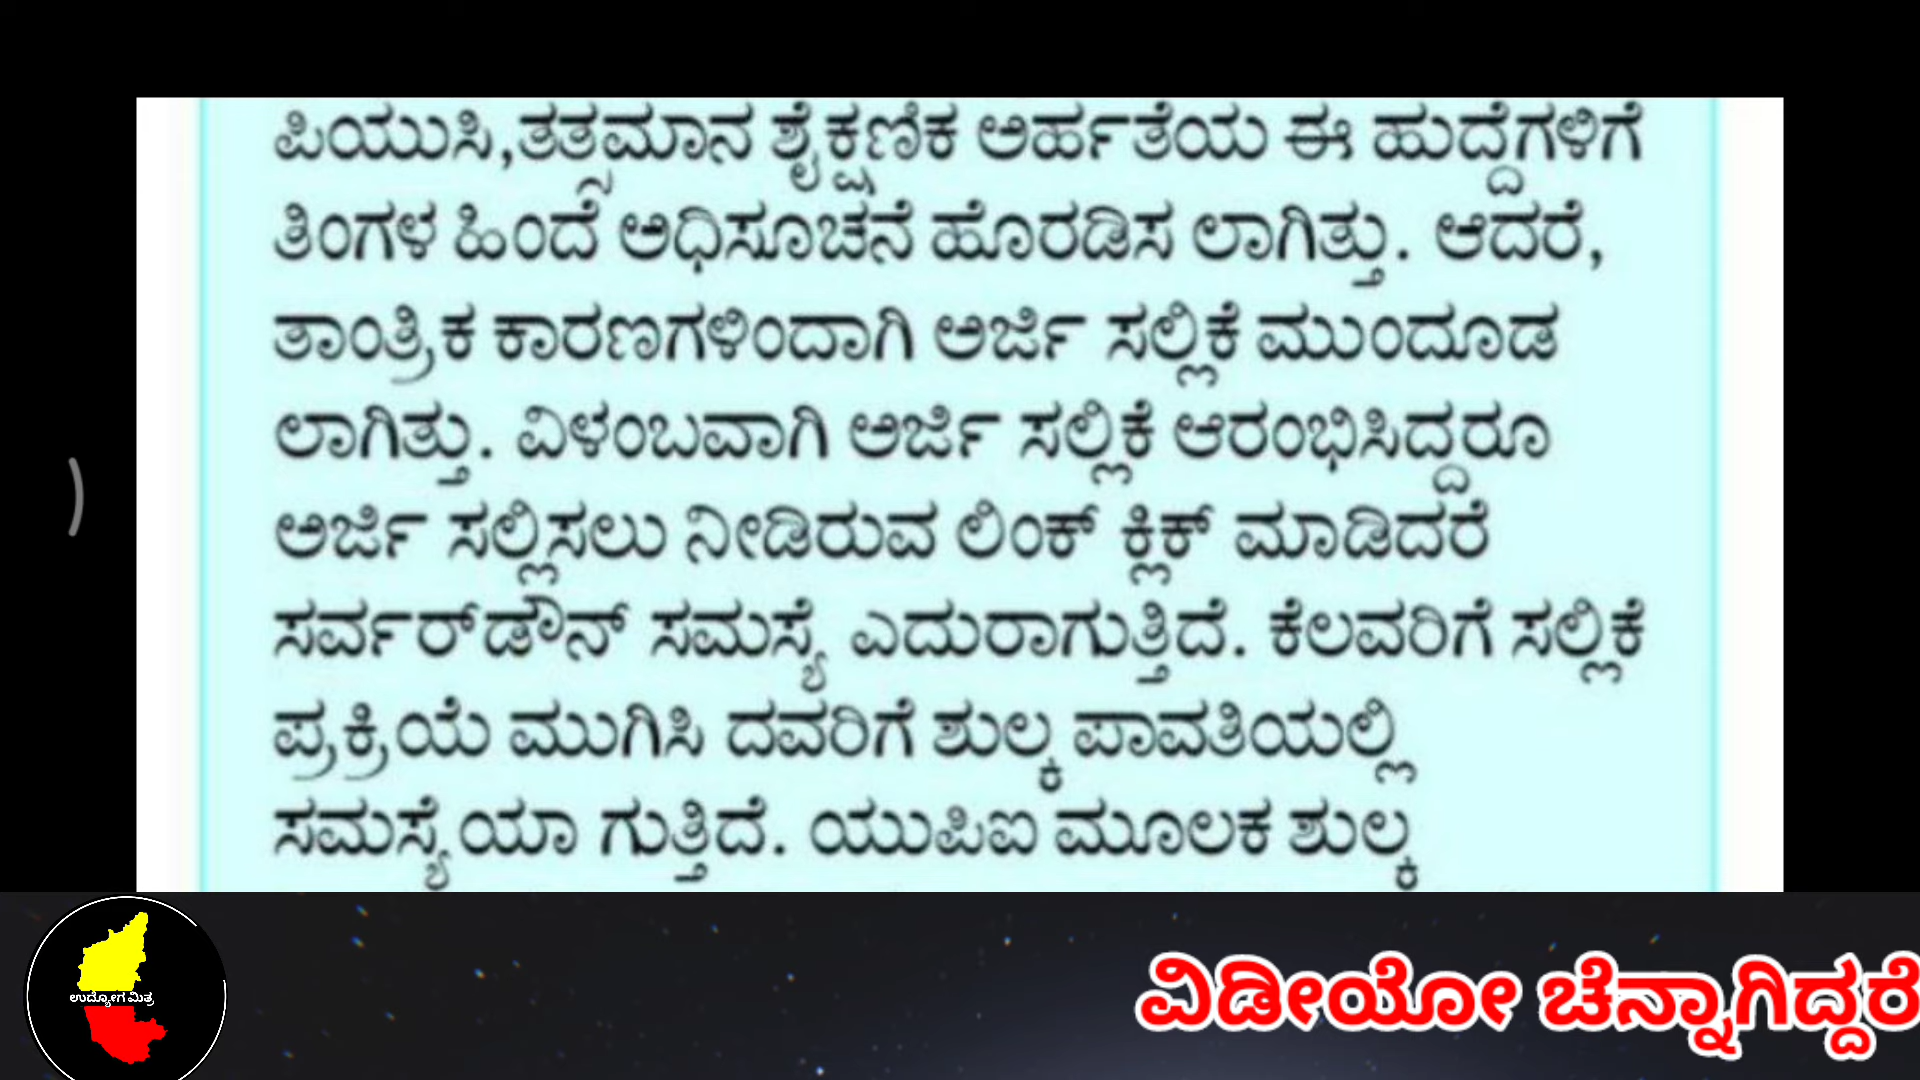 ಪಿಯುಸಿ,ತತ್ಸಮಾನ ಶೈಕ್ಷಣಿಕ ಅರ್ಹತೆಯ ಈ ಹುದ್ದೆಗಳಿಗೆ
ತಿಂಗಳ ಹಿಂದೆ ಅಧಿಸೂಚನೆ ಹೊರಡಿಸ ಲಾಗಿತ್ತು. ಆದರೆ,
ತಾಂತ್ರಿಕ ಕಾರಣಗಳಿಂದಾಗಿ ಅರ್ಜಿ ಸಲ್ಲಿಕೆ ಮುಂದೂಡ
ಲಾಗಿತ್ತು. ವಿಳಂಬವಾಗಿ ಅರ್ಜಿ ಸಲ್ಲಿಕೆ ಆರಂಭಿಸಿದ್ದರೂ
ಅರ್ಜಿ ಸಲ್ಲಿಸಲು ನೀಡಿರುವ ಲಿಂಕ್ ಕ್ಲಿಕ್ ಮಾಡಿದರೆ
ಸರ್ವರ್‌ಡೌನ್ ಸಮಸ್ಯೆ ಎದುರಾಗುತ್ತಿದೆ. ಕೆಲವರಿಗೆ ಸಲ್ಲಿಕೆ
ಪ್ರಕ್ರಿಯೆ ಮುಗಿಸಿ ದವರಿಗೆ ಶುಲ್ಕ ಪಾವತಿಯಲ್ಲಿ
ಸಮಸ್ಯೆಯಾ ಗುತ್ತಿದೆ. ಯುಪಿಐ ಮೂಲಕ ಶುಲ್ಕ
ಉದ್ಯೋಗ ಮಿತ್ರ
ವಿಡೀಯೋ ಚೆನ್ನಾಗಿದ್ದರೆ